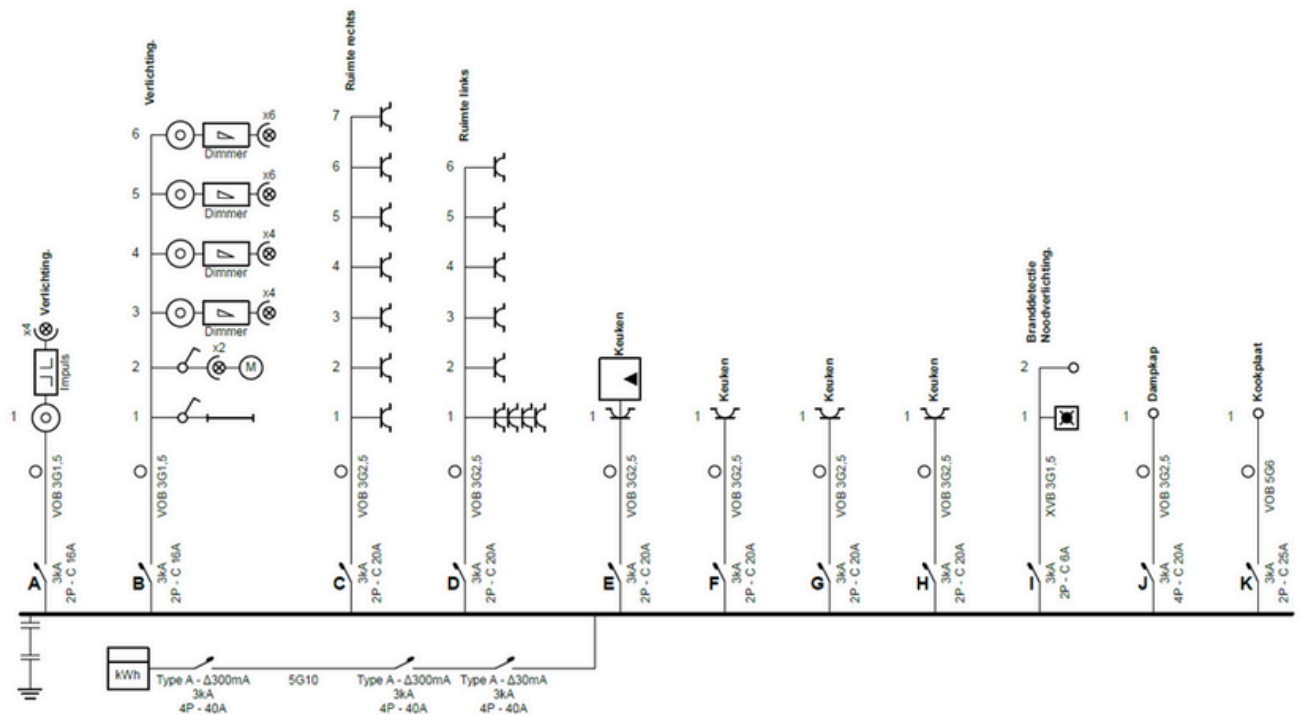 Verlichting.
6
x6
Dimmer
5
x6
Dimmer
4
x4
Dimmer
3
x4
Dimmer
2
x2
M
1
Verlichting.
x4
Impuls
1
Ruimte rechts
7
6
5
4
3
2
1
Ruimte links
6
5
4
3
2
1
Keuken
1
Keuken
1
Keuken
1
Keuken
1
Branddetectie
Noodverlichting.
2
1
Dampkap
1
Kookplaat
1
VOB 3G1,5
VOB 3G1,5
VOB 3G2,5
VOB 3G2,5
VOB 3G2,5
VOB 3G2,5
VOB 3G2,5
VOB 3G2,5
XVB 3G1,5
VOB 3G2,5
VOB 5G6
A
3kA
2P - C 16A
B
3kA
2P - C 16A
C
3kA
2P - C 20A
D
3kA
2P - C 20A
E
3kA
2P - C 20A
F
3kA
2P - C 20A
G
3kA
2P - C 20A
H
3kA
2P - C 20A
I
3kA
2P - C 6A
J
3kA
4P - C 20A
K
3kA
2P - C 25A
kWh
Type A - Δ300mA
3kA
4P - 40A
5G10
Type A - Δ300mA
3kA
4P - 40A
Type A - Δ30mA
3kA
4P - 40A